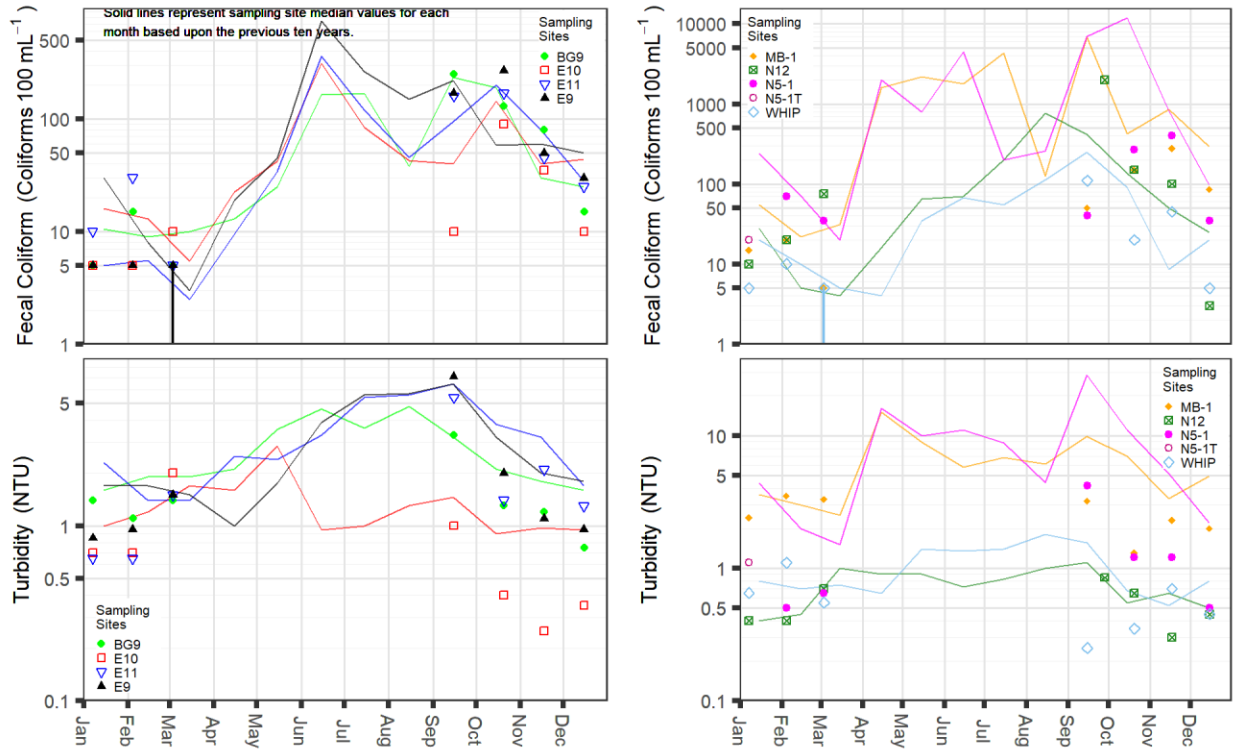 Solid lines represent sampling site median values for each
month based upon the previous ten years.
Fecal Coliform (Coliforms 100 mL⁻¹)
500
100
50
10
5
1
Sampling
Sites
BG9
E10
E11
E9
Fecal Coliform (Coliforms 100 mL⁻¹)
10000
5000
1000
500
100
50
10
5
1
Sampling
Sites
MB-1
N12
N5-1
N5-1T
WHIP
Turbidity (NTU)
5
1
0.5
0.1
Sampling
Sites
BG9
E10
E11
E9
Jan
Feb
Mar
Apr
May
Jun
Jul
Aug
Sep
Oct
Nov
Dec
Turbidity (NTU)
10
5
1
0.5
0.1
Sampling
Sites
MB-1
N12
N5-1
N5-1T
WHIP
Jan
Feb
Mar
Apr
May
Jun
Jul
Aug
Sep
Oct
Nov
Dec